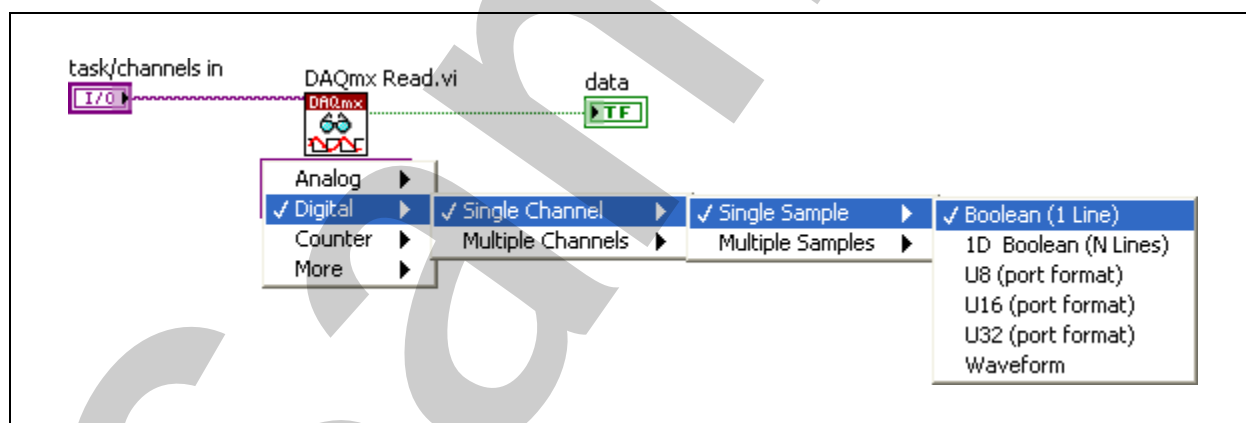 task/channels in
I/O
DAQmx Read.vi
DAQmx
data
TF
Analog
✓ Digital
Counter
More
✓ Single Channel
Multiple Channels
✓ Single Sample
Multiple Samples
✓ Boolean (1 Line)
1D Boolean (N Lines)
U8 (port format)
U16 (port format)
U32 (port format)
Waveform